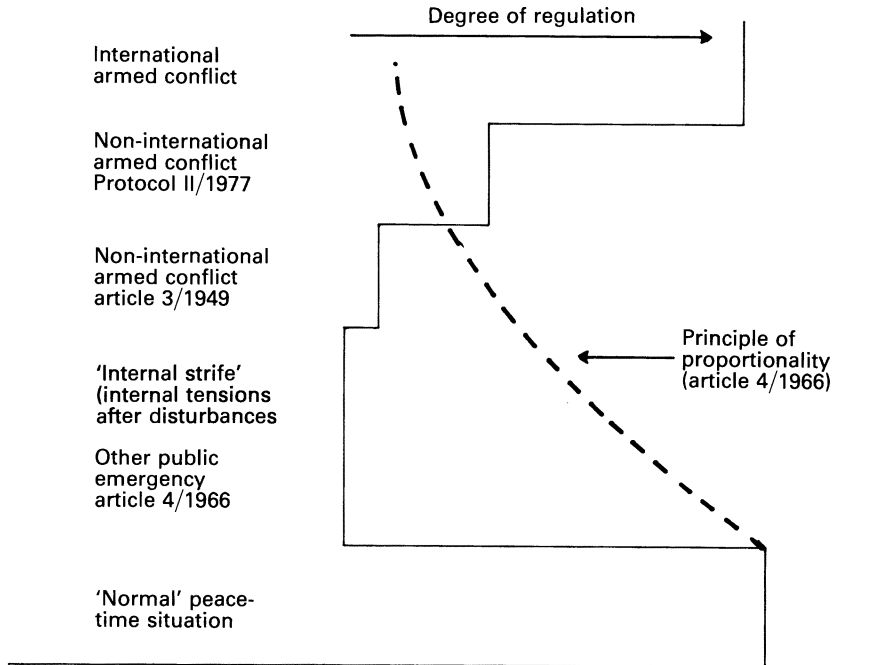 Degree of regulation
International
armed conflict
Non-international
armed conflict
Protocol II/1977
Non-international
armed conflict
article 3/1949
Principle of
proportionality
(article 4/1966)
'Internal strife'
(internal tensions
after disturbances
Other public
emergency
article 4/1966
'Normal' peace-
time situation